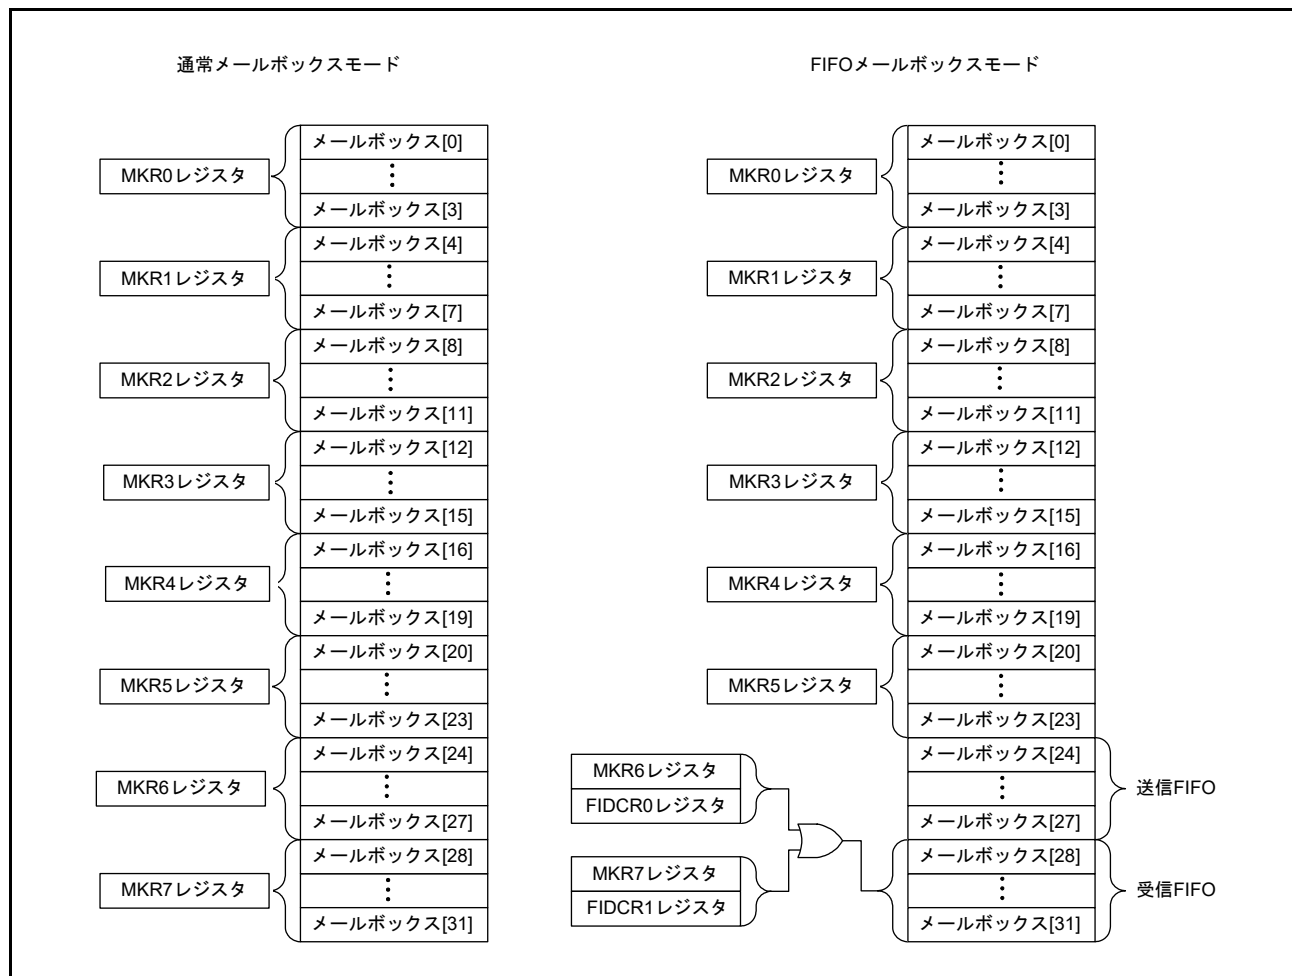 通常メールボックスモード
メールボックス[0]
MKR0レジスタ
メールボックス[3]
メールボックス[4]
MKR1レジスタ
メールボックス[7]
メールボックス[8]
MKR2レジスタ
メールボックス[11]
メールボックス[12]
MKR3レジスタ
メールボックス[15]
メールボックス[16]
MKR4レジスタ
メールボックス[19]
メールボックス[20]
MKR5レジスタ
メールボックス[23]
メールボックス[24]
MKR6レジスタ
メールボックス[27]
メールボックス[28]
MKR7レジスタ
メールボックス[31]
FIFOメールボックスモード
メールボックス[0]
MKR0レジスタ
メールボックス[3]
メールボックス[4]
MKR1レジスタ
メールボックス[7]
メールボックス[8]
MKR2レジスタ
メールボックス[11]
メールボックス[12]
MKR3レジスタ
メールボックス[15]
メールボックス[16]
MKR4レジスタ
メールボックス[19]
メールボックス[20]
MKR5レジスタ
メールボックス[23]
メールボックス[24]
MKR6レジスタ
送信FIFO
FIDCR0レジスタ
メールボックス[27]
メールボックス[28]
MKR7レジスタ
受信FIFO
FIDCR1レジスタ
メールボックス[31]